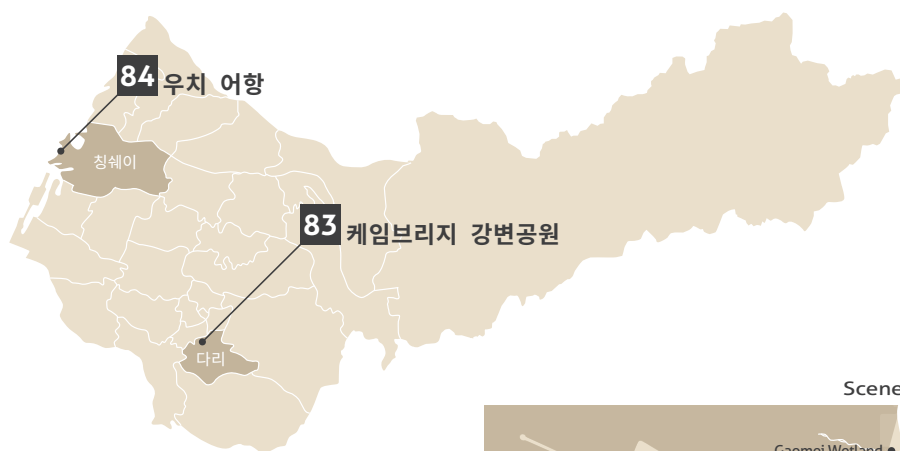 84 우치 어항
칭쉐이
83 케임브리지 강변공원
다리
Scene
Gaomei Wetland